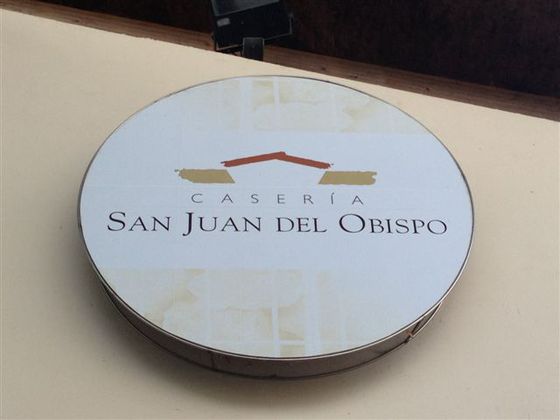 CASERÍA
SAN JUAN DEL OBISPO